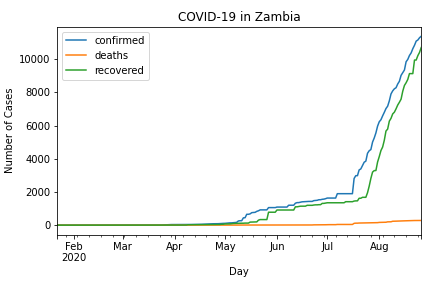 COVID-19 in Zambia
confirmed
deaths
recovered
Number of Cases
10000
8000
6000
4000
2000
0
Feb Mar Apr May Jun Jul Aug
2020
Day